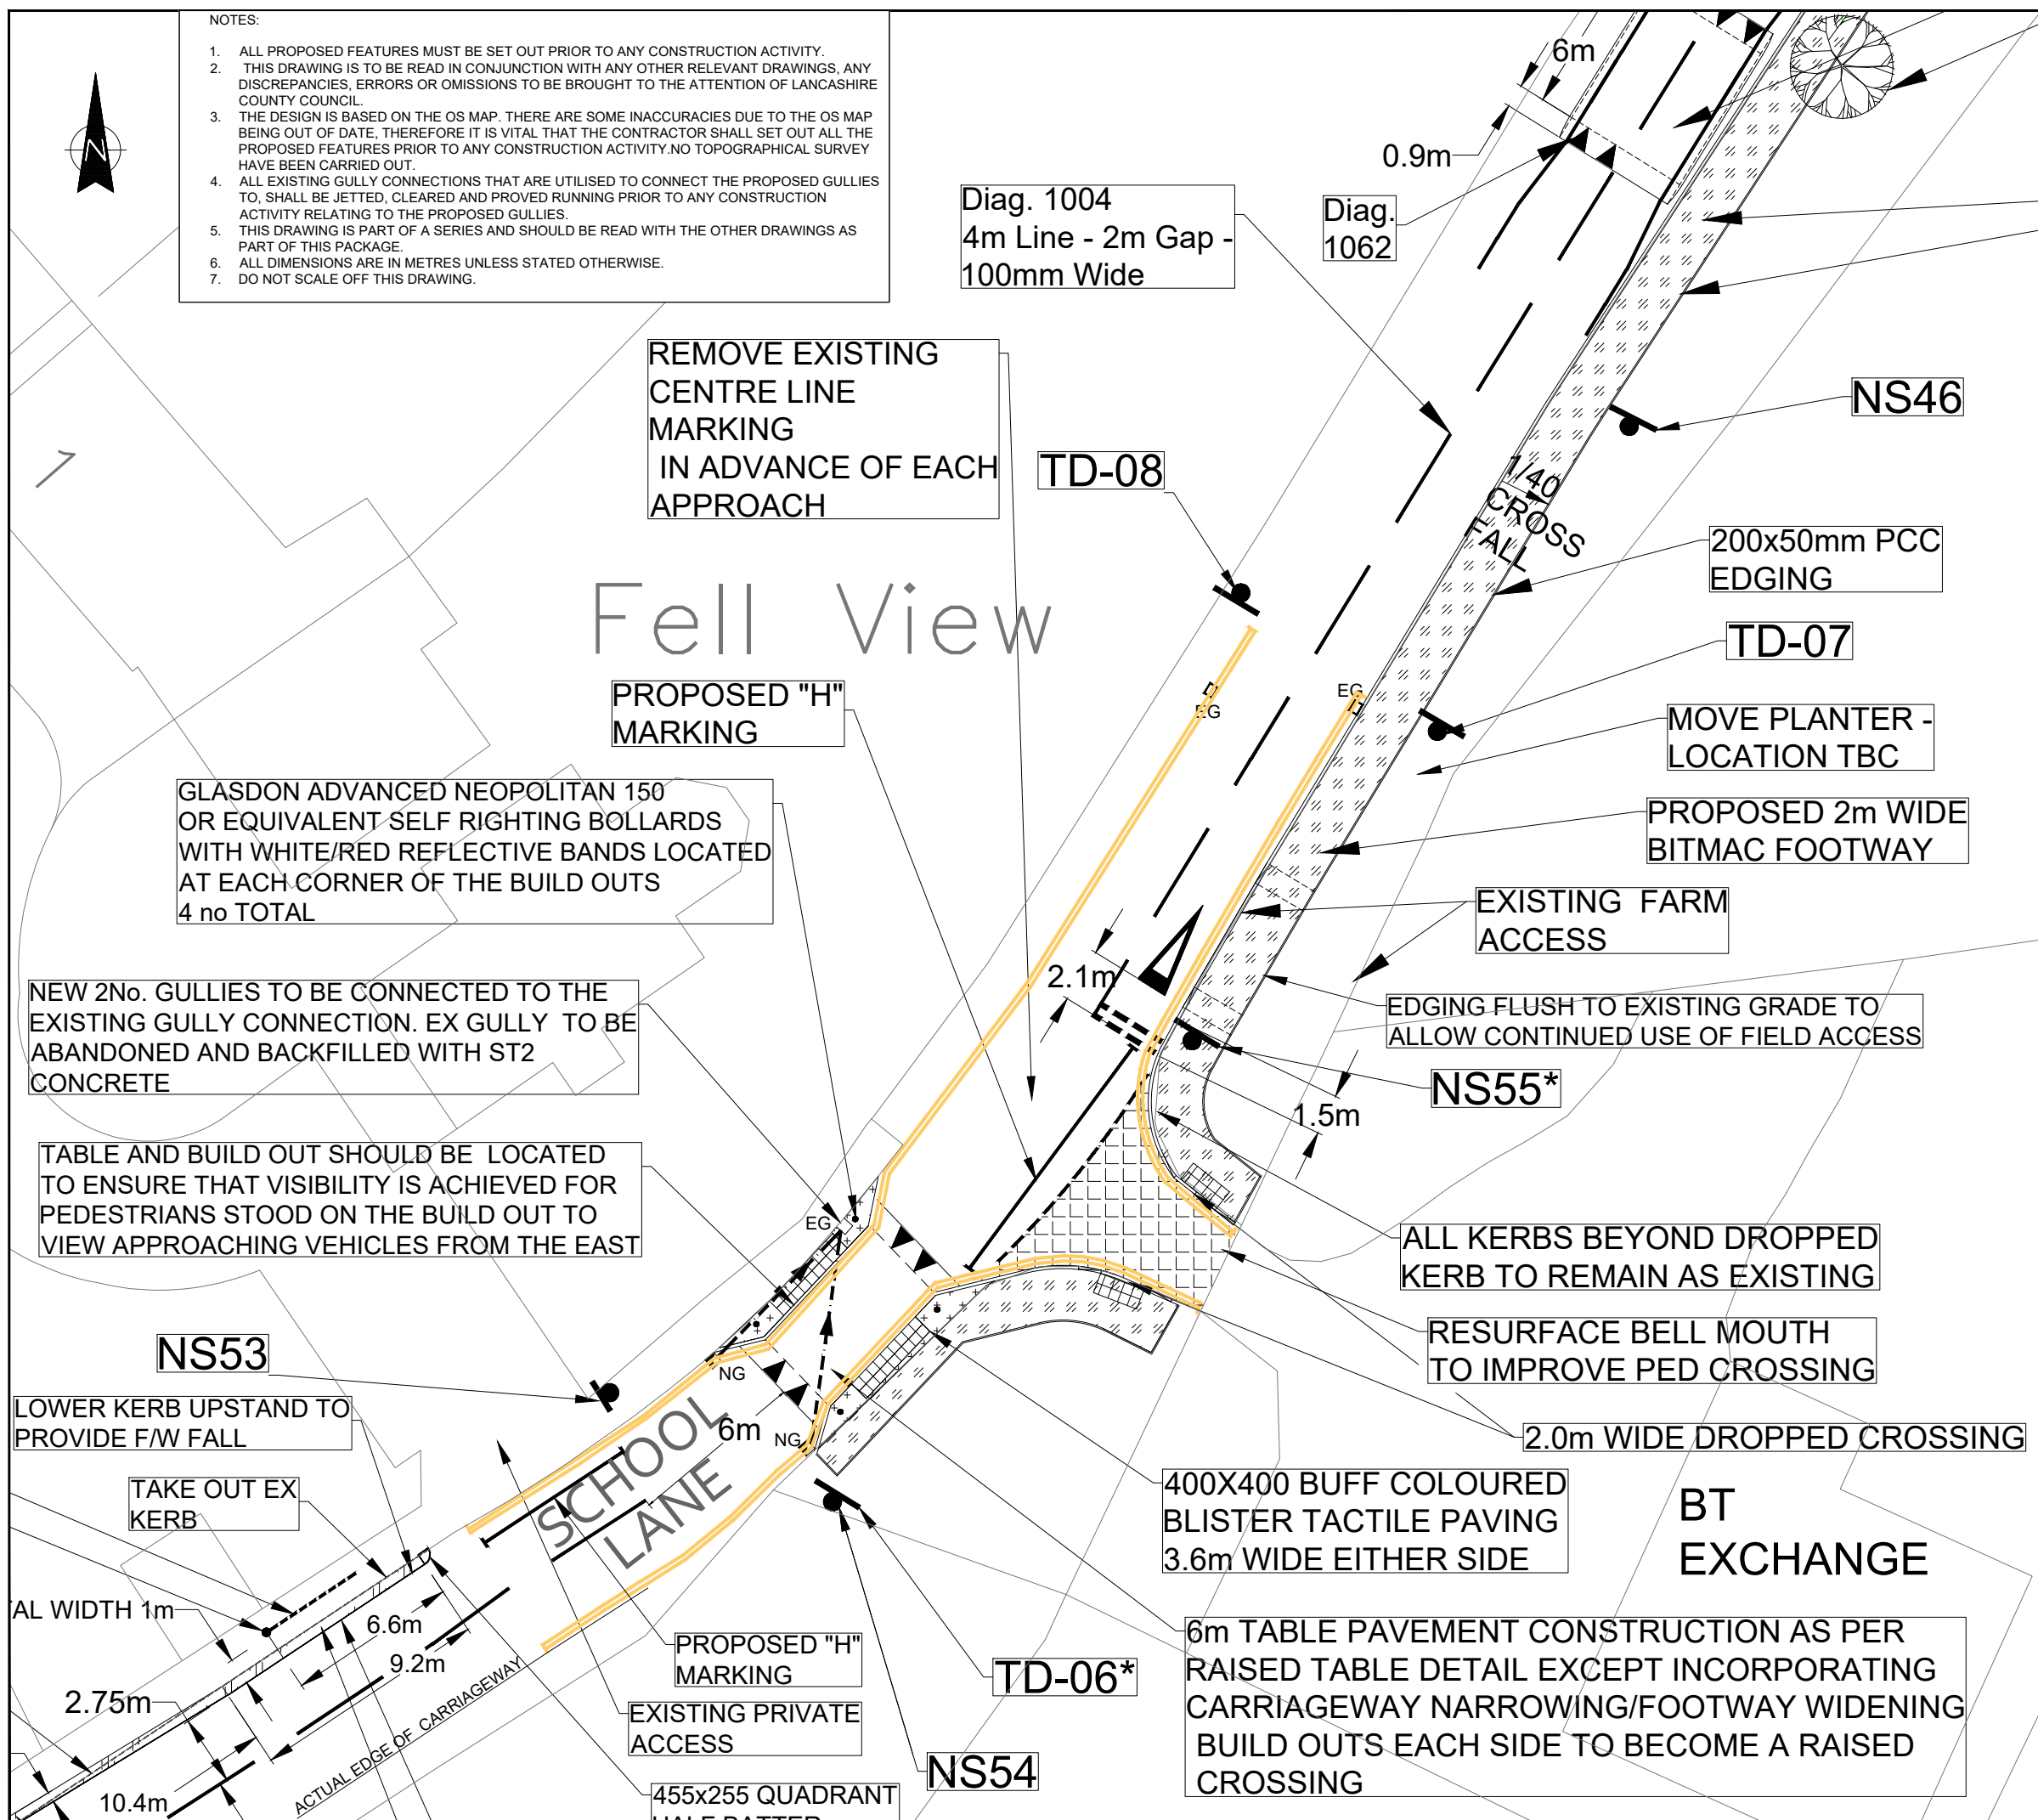 NOTES:
1. ALL PROPOSED FEATURES MUST BE SET OUT PRIOR TO ANY CONSTRUCTION ACTIVITY.
2. THIS DRAWING IS TO BE READ IN CONJUNCTION WITH ANY OTHER RELEVANT DRAWINGS, ANY
DISCREPANCIES, ERRORS OR OMISSIONS TO BE BROUGHT TO THE ATTENTION OF LANCASHIRE
COUNTY COUNCIL.
3. THE DESIGN IS BASED ON THE OS MAP. THERE ARE SOME INACCURACIES DUE TO THE OS MAP
BEING OUT OF DATE, THEREFORE IT IS VITAL THAT THE CONTRACTOR SHALL SET OUT ALL THE
PROPOSED FEATURES PRIOR TO ANY CONSTRUCTION ACTIVITY.NO TOPOGRAPHICAL SURVEY
HAVE BEEN CARRIED OUT.
4. ALL EXISTING GULLY CONNECTIONS THAT ARE UTILISED TO CONNECT THE PROPOSED GULLIES
TO, SHALL BE JETTED, CLEARED AND PROVED RUNNING PRIOR TO ANY CONSTRUCTION
ACTIVITY RELATING TO THE PROPOSED GULLIES.
5. THIS DRAWING IS PART OF A SERIES AND SHOULD BE READ WITH THE OTHER DRAWINGS AS
PART OF THIS PACKAGE.
6. ALL DIMENSIONS ARE IN METRES UNLESS STATED OTHERWISE.
7. DO NOT SCALE OFF THIS DRAWING.
N
6m
0.9m
Diag. 1004
4m Line - 2m Gap -
100mm Wide
Diag.
1062
REMOVE EXISTING
CENTRE LINE
MARKING
IN ADVANCE OF EACH
APPROACH
NS46
1
TD-08
1/40
CROSS
FALL
200x50mm PCC
EDGING
Fell View
TD-07
PROPOSED "H"
MARKING
EG
EG
MOVE PLANTER -
LOCATION TBC
GLASDON ADVANCED NEOPOLITAN 150
OR EQUIVALENT SELF RIGHTING BOLLARDS
WITH WHITE/RED REFLECTIVE BANDS LOCATED
AT EACH CORNER OF THE BUILD OUTS
4 no TOTAL
PROPOSED 2m WIDE
BITMAC FOOTWAY
EXISTING FARM
ACCESS
2.1m
NEW 2No. GULLIES TO BE CONNECTED TO THE
EXISTING GULLY CONNECTION. EX GULLY TO BE
ABANDONED AND BACKFILLED WITH ST2
CONCRETE
EDGING FLUSH TO EXISTING GRADE TO
ALLOW CONTINUED USE OF FIELD ACCESS
NS55*
1.5m
TABLE AND BUILD OUT SHOULD BE LOCATED
TO ENSURE THAT VISIBILITY IS ACHIEVED FOR
PEDESTRIANS STOOD ON THE BUILD OUT TO
VIEW APPROACHING VEHICLES FROM THE EAST
EG
ALL KERBS BEYOND DROPPED
KERB TO REMAIN AS EXISTING
NS53
NG
RESURFACE BELL MOUTH
TO IMPROVE PED CROSSING
LOWER KERB UPSTAND TO
PROVIDE F/W FALL
6m
NG
2.0m WIDE DROPPED CROSSING
SCHOOL
LANE
TAKE OUT EX
KERB
400X400 BUFF COLOURED
BLISTER TACTILE PAVING
3.6m WIDE EITHER SIDE
BT
EXCHANGE
AL WIDTH 1m
6.6m
9.2m
PROPOSED "H"
MARKING
TD-06*
6m TABLE PAVEMENT CONSTRUCTION AS PER
RAISED TABLE DETAIL EXCEPT INCORPORATING
CARRIAGEWAY NARROWING/FOOTWAY WIDENING
BUILD OUTS EACH SIDE TO BECOME A RAISED
CROSSING
2.75m
EXISTING PRIVATE
ACCESS
ACTUAL EDGE OF CARRIAGEWAY
NS54
10.4m
455x255 QUADRANT
HALF BATTER